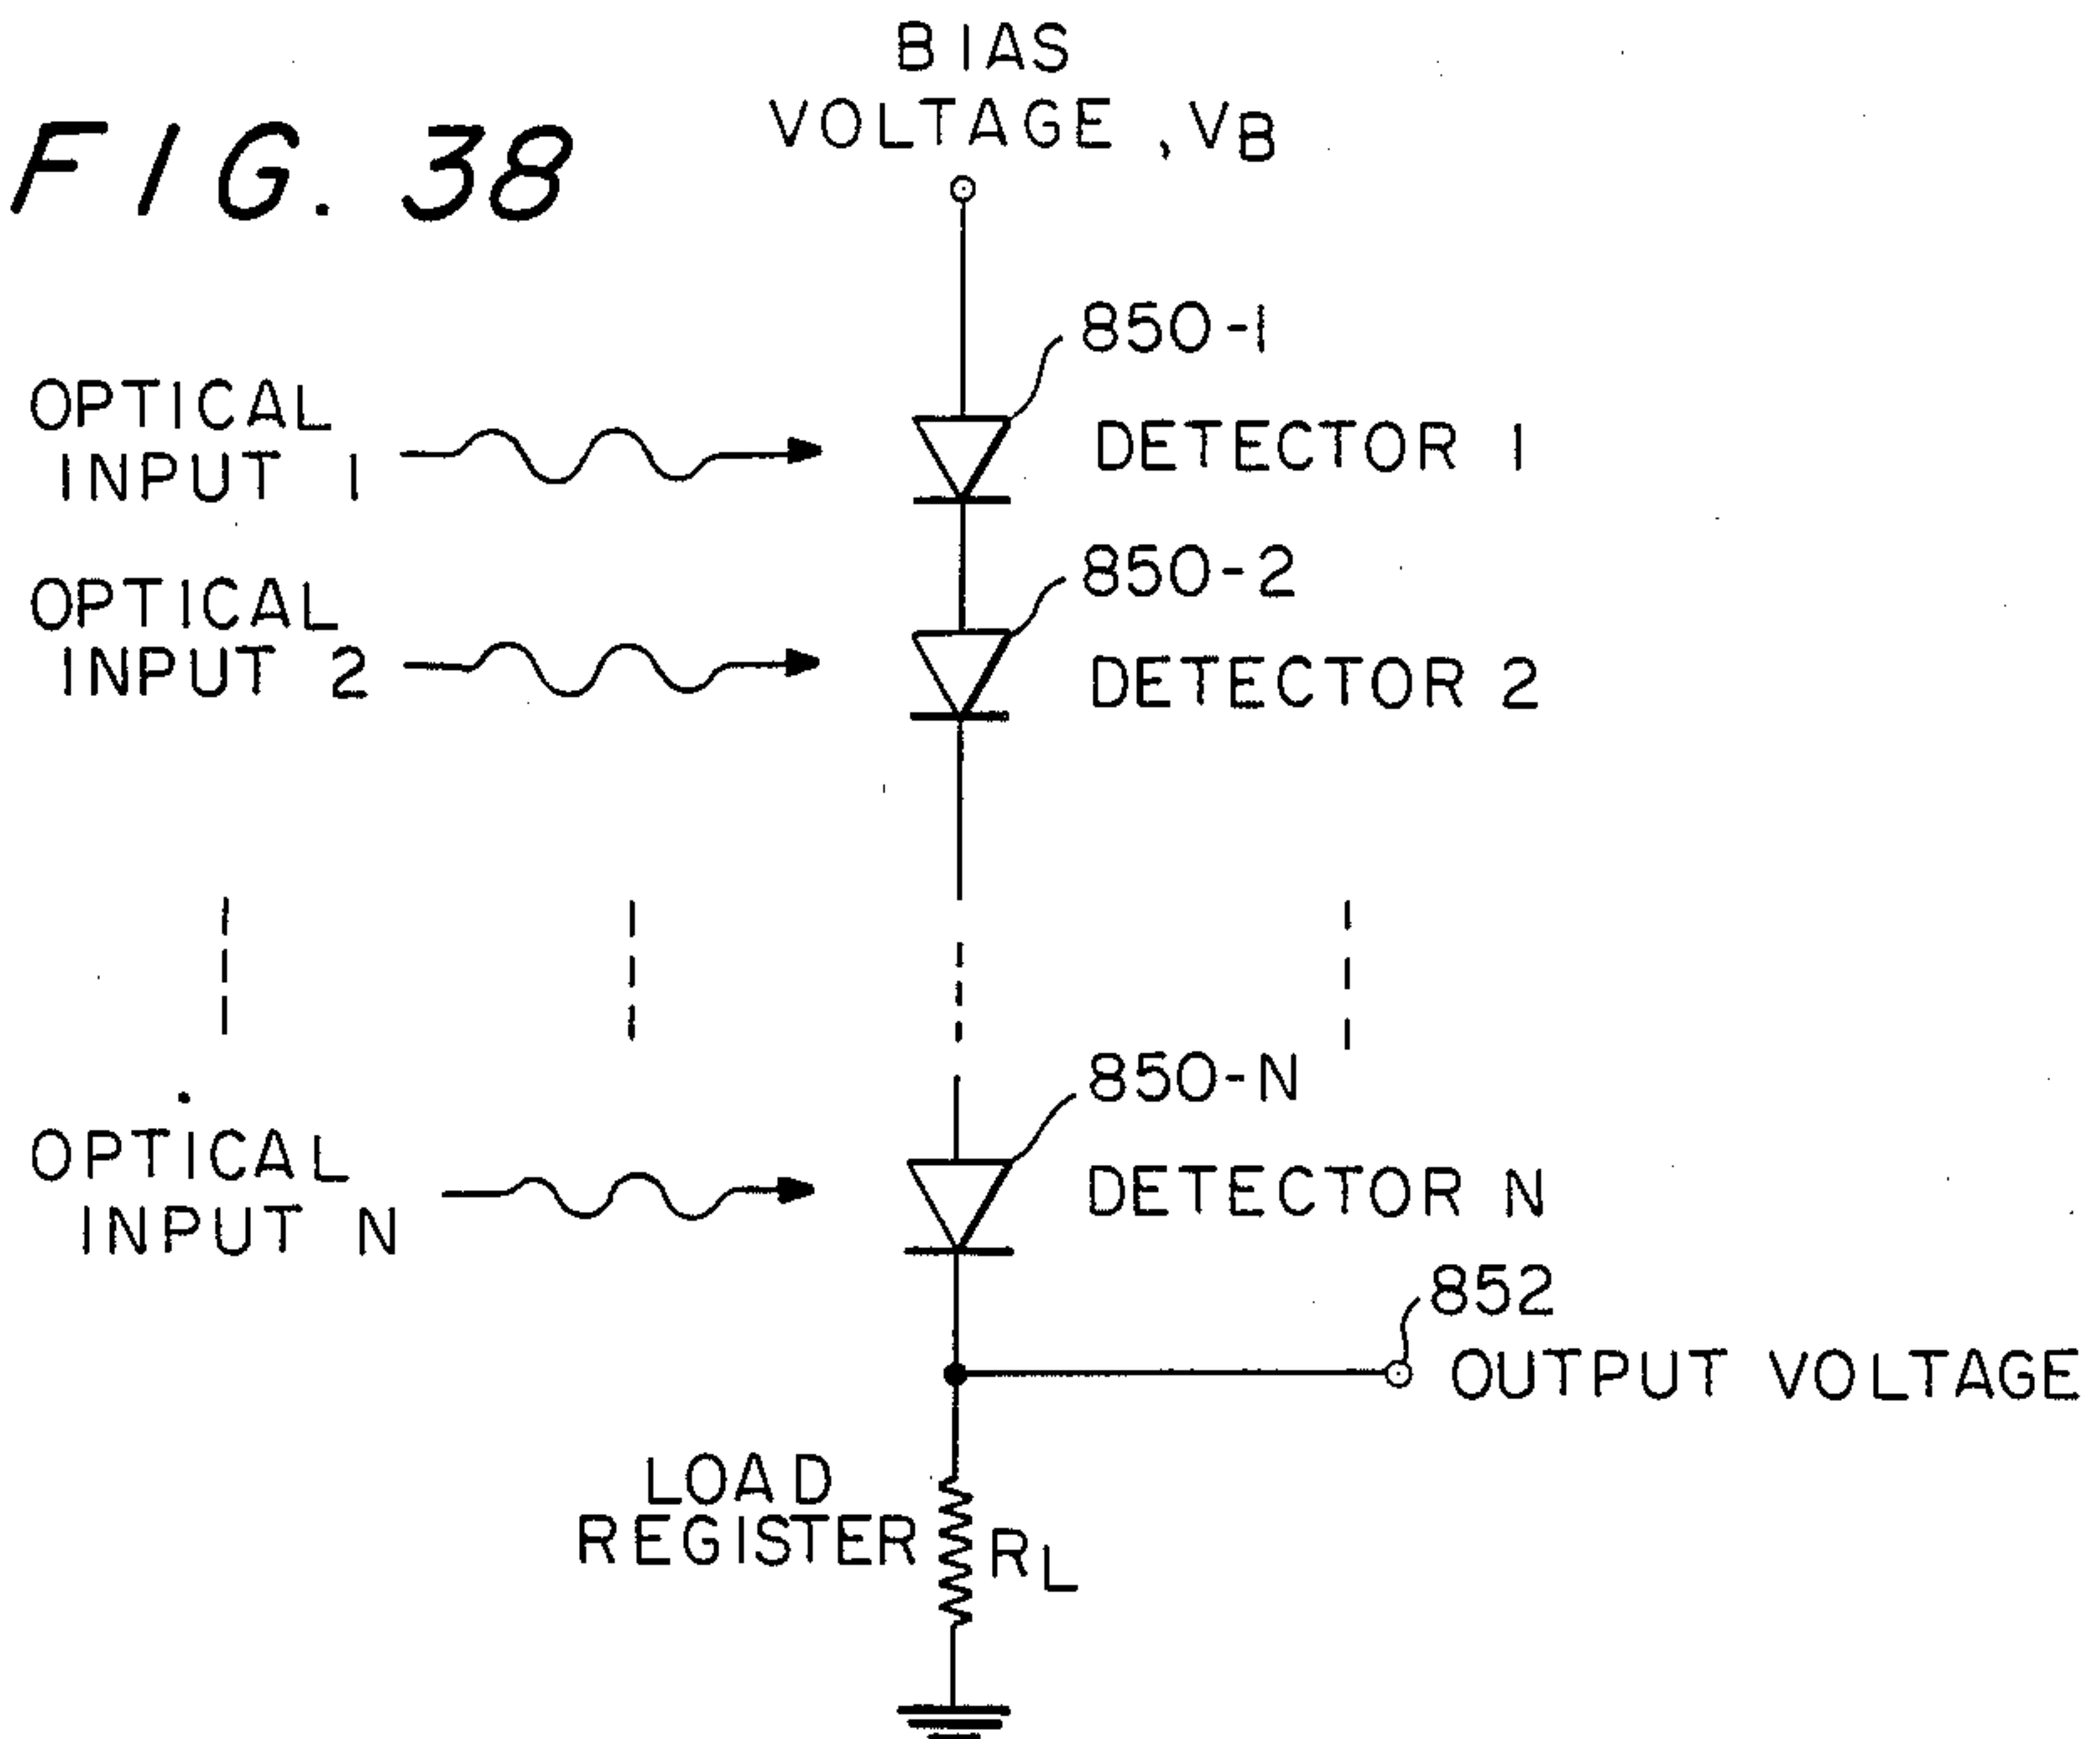 FIG. 38
BIAS
VOLTAGE , VB
850-1
OPTICAL
INPUT 1
DETECTOR 1
850-2
OPTICAL
INPUT 2
DETECTOR 2
850-N
OPTICAL
INPUT N
DETECTOR N
852
OUTPUT VOLTAGE
LOAD
REGISTER
RL